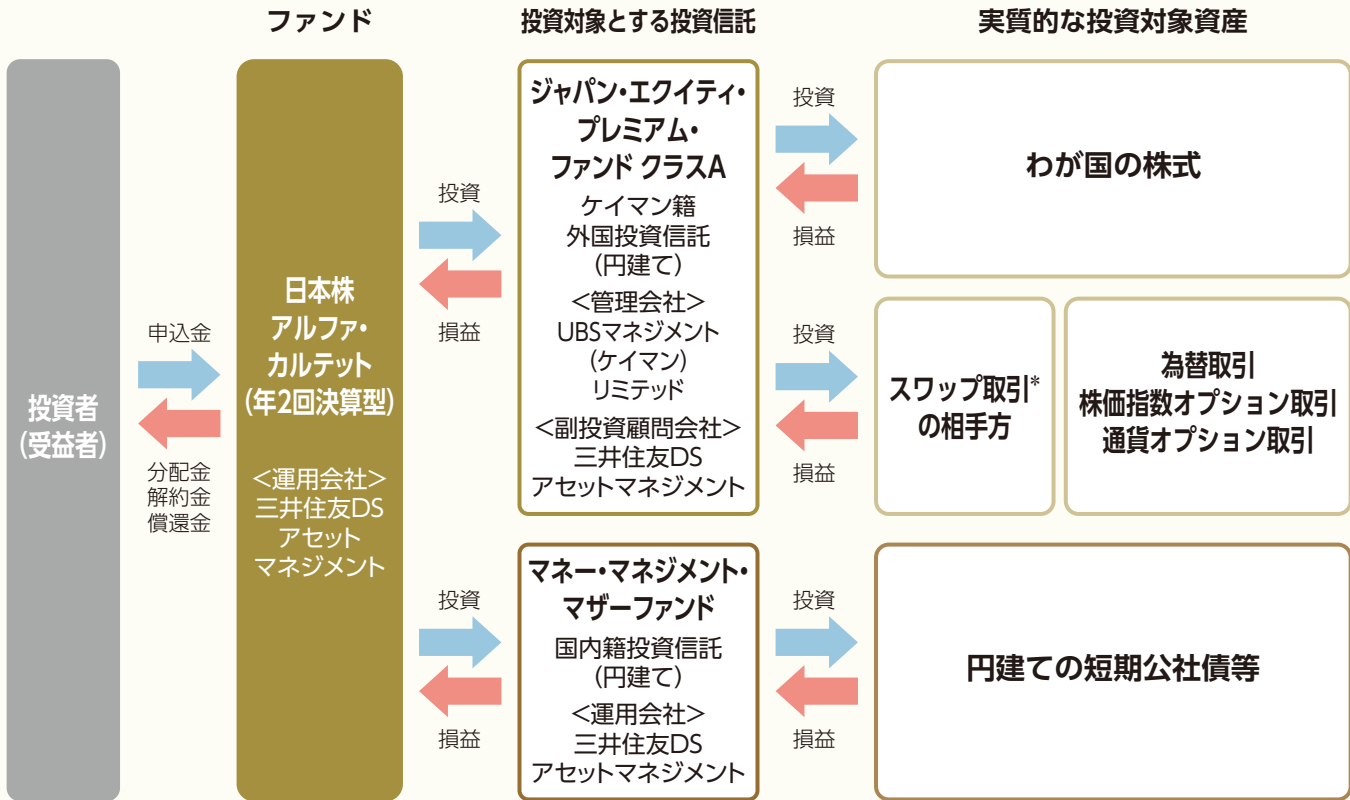 ファンド
投資対象とする投資信託
実質的な投資対象資産
投資者
(受益者)
申込金
分配金
解約金
償還金
日本株
アルファ・
カルテット
(年2回決算型)
<運用会社>
三井住友DS
アセット
マネジメント
投資
損益
ジャパン・エクイティ・
プレミアム・
ファンド クラスA
ケイマン籍
外国投資信託
(円建て)
<管理会社>
UBSマネジメント
(ケイマン)
リミテッド
<副投資顧問会社>
三井住友DS
アセットマネジメント
投資
損益
わが国の株式
投資
損益
スワップ取引*
の相手方
為替取引
株価指数オプション取引
通貨オプション取引
投資
損益
マネー・マネジメント・
マザーファンド
国内籍投資信託
(円建て)
<運用会社>
三井住友DS
アセットマネジメント
投資
損益
円建ての短期公社債等